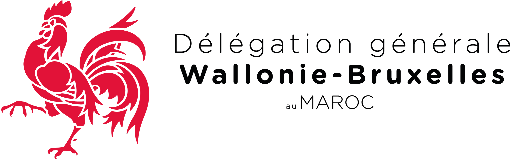 Délégation générale
Wallonie-Bruxelles
au MAROC